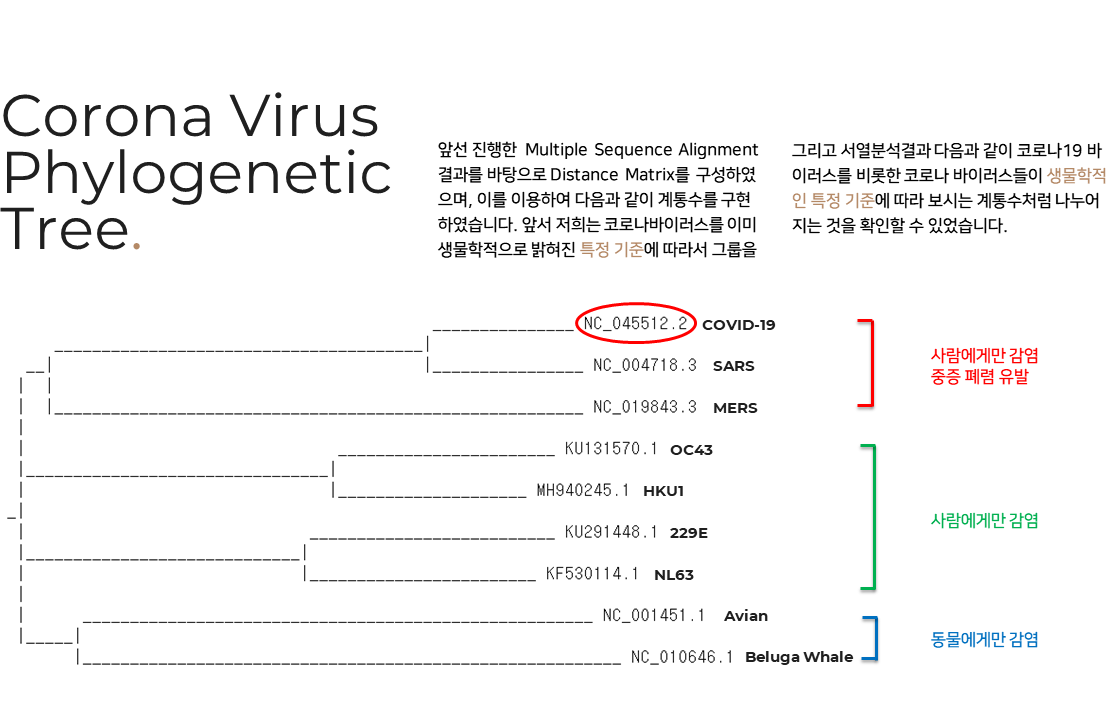 Corona Virus
Phylogenetic
Tree.
앞선 진행한 Multiple Sequence Alignment
결과를 바탕으로 Distance Matrix를 구성하였
으며, 이를 이용하여 다음과 같이 계통수를 구현
하였습니다. 앞서 저희는 코로나바이러스를 이미
생물학적으로 밝혀진 특정 기준에 따라서 그룹을
그리고 서열분석결과 다음과 같이 코로나19 바
이러스를 비롯한 코로나 바이러스들이 생물학적
인 특정 기준에 따라 보시는 계통수처럼 나누어
지는 것을 확인할 수 있었습니다.
NC_045512.2 COVID-19
NC_004718.3 SARS
NC_019843.3 MERS
사람에게만 감염
중증 폐렴 유발
KU131570.1 OC43
MH940245.1 HKU1
KU291448.1 229E
KF530114.1 NL63
사람에게만 감염
NC_001451.1 Avian
NC_010646.1 Beluga Whale
동물에게만 감염